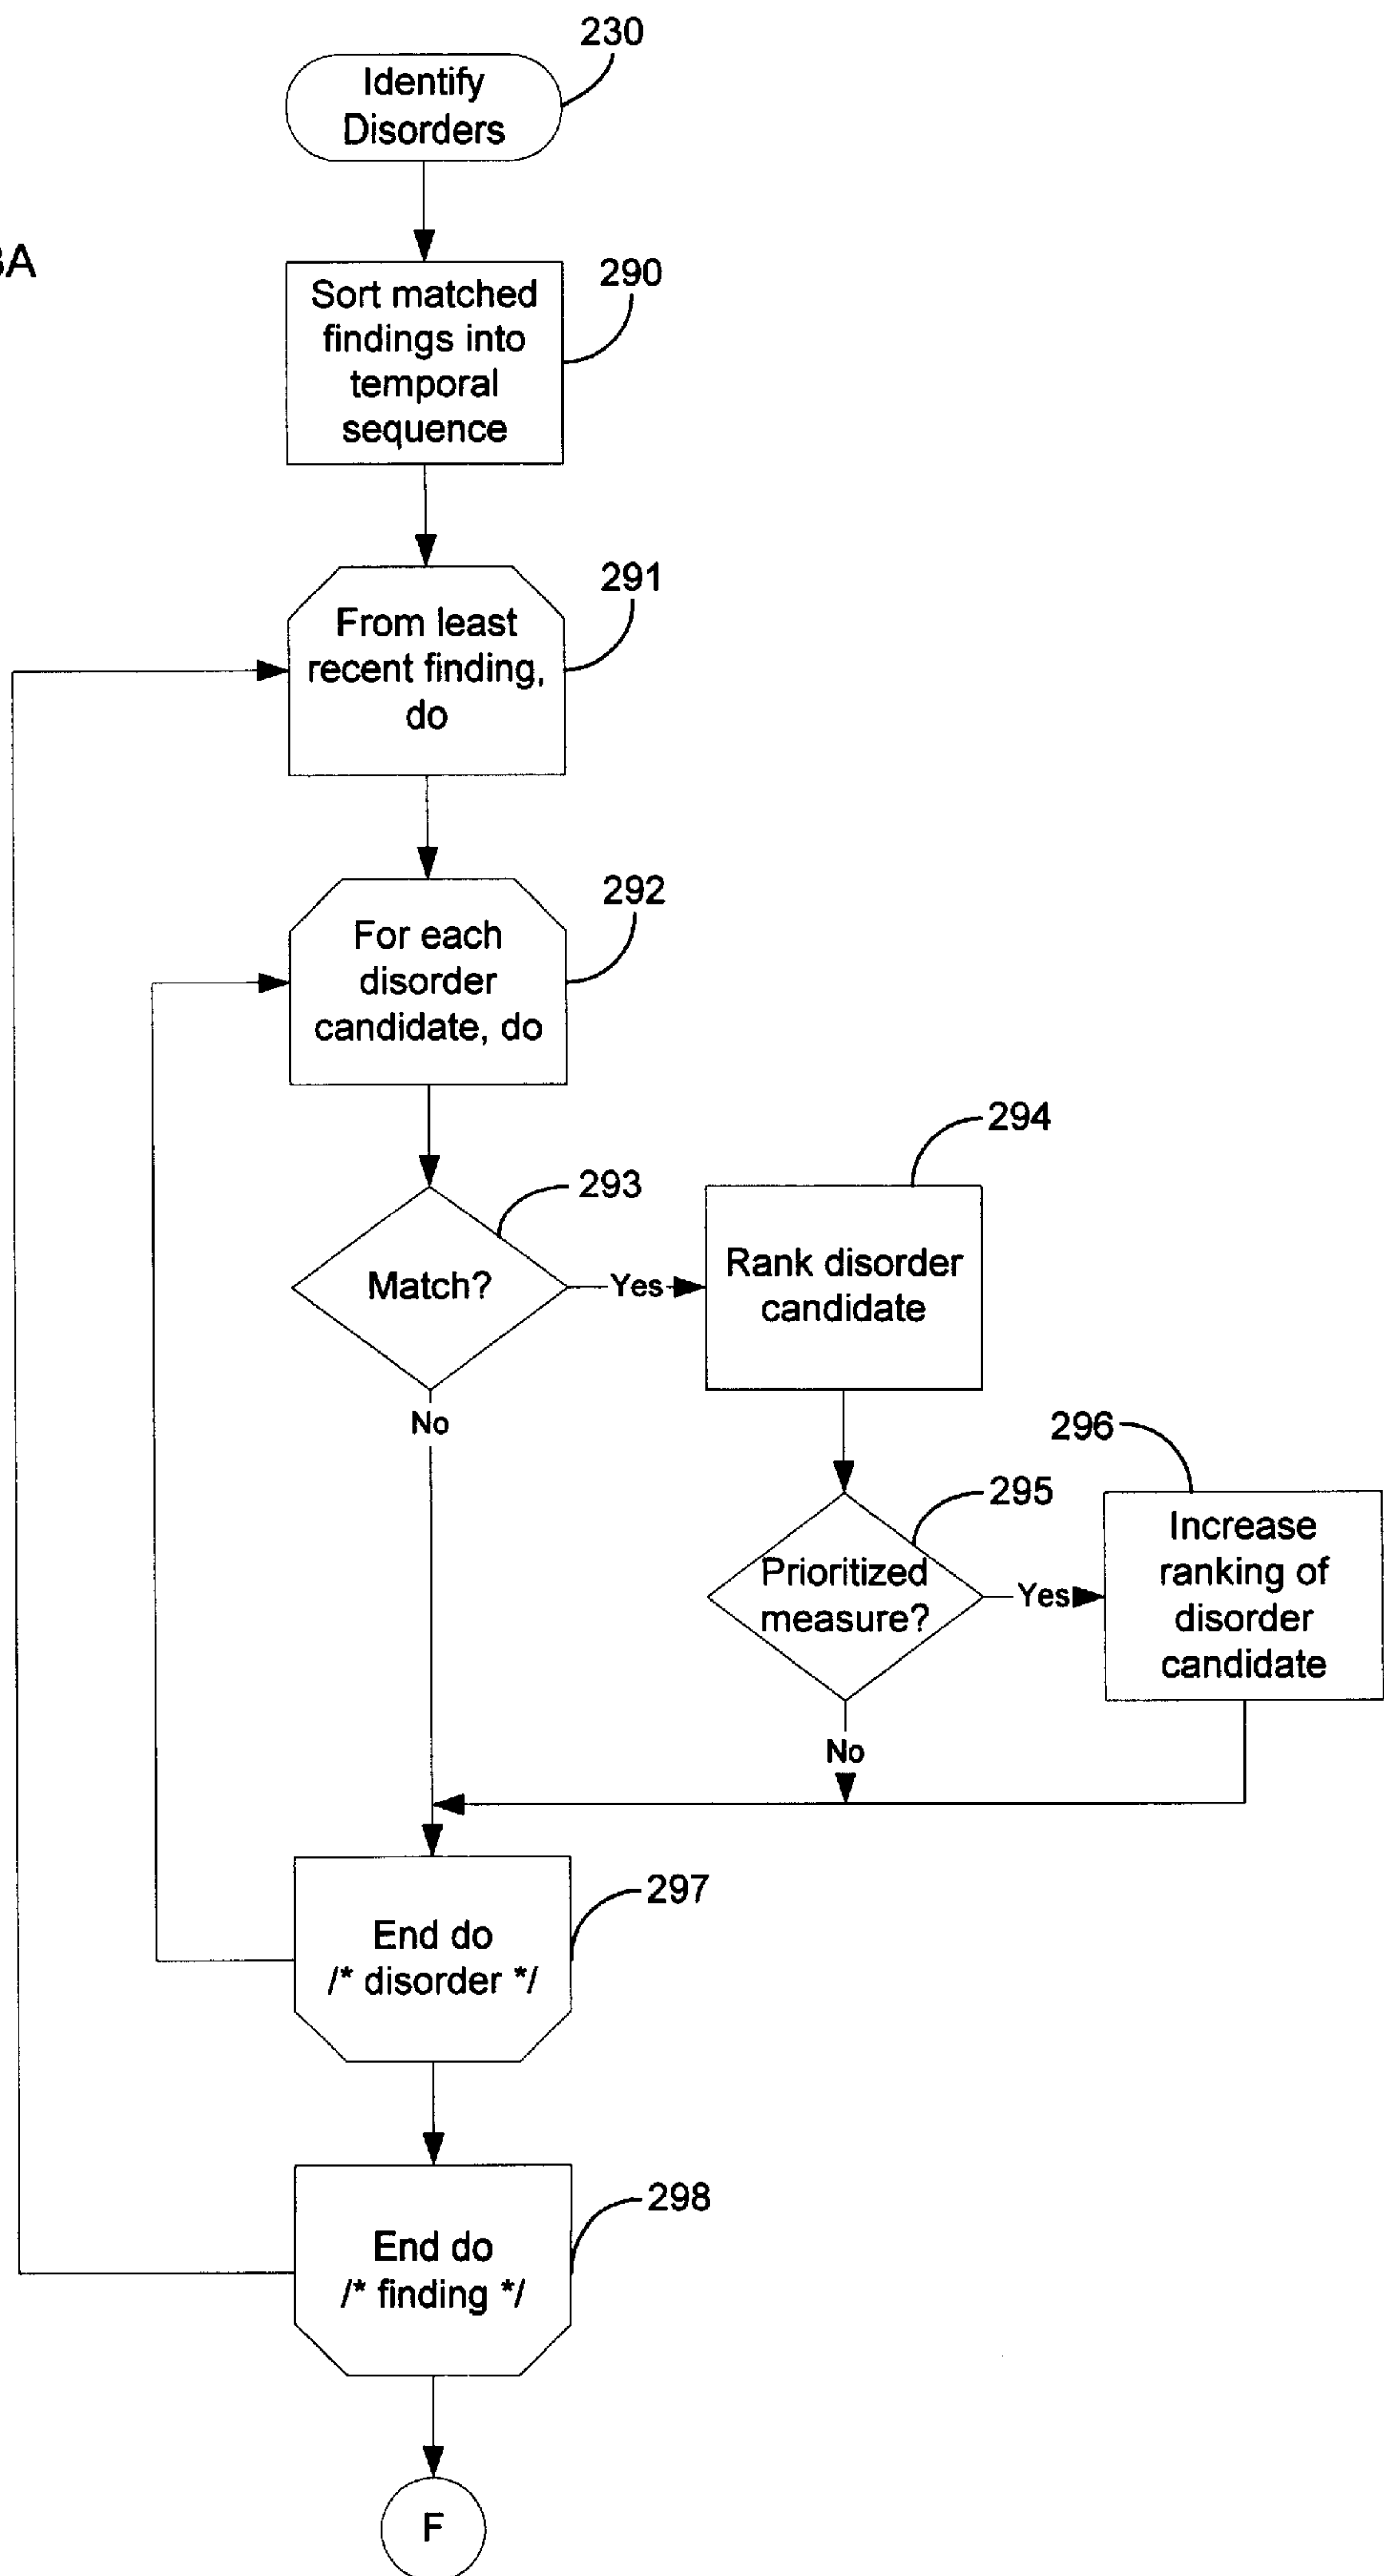 230
Identify
Disorders
3A
290
Sort matched
findings into
temporal
sequence
291
From least
recent finding,
do
292
For each
disorder
candidate, do
294
293
Match?
Yes
Rank disorder
candidate
No
296
295
Prioritized
measure?
Yes
Increase
ranking of
disorder
candidate
No
297
End do
/* disorder */
298
End do
/* finding */
F